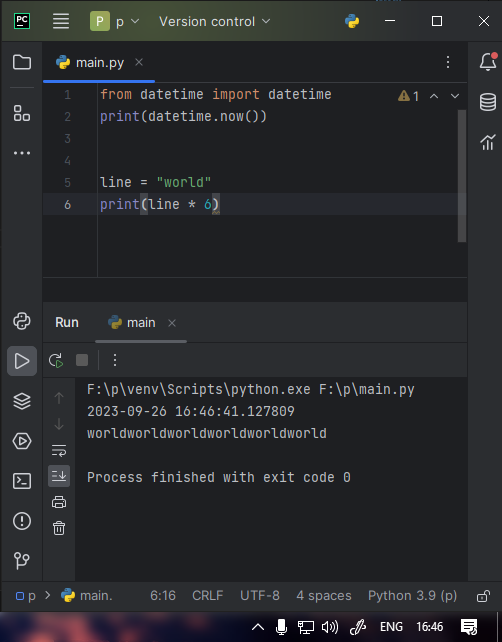 PC P p Version control
main.py
1 from datetime import datetime 1
2 print(datetime.now())
3
4
5 line = "world"
6 print(line * 6)
Run main
F:\p\venv\Scripts\python.exe F:\p\main.py
2023-09-26 16:46:41.127809
worldworldworldworldworldworld
Process finished with exit code 0
p main. 6:16 CRLF UTF-8 4 spaces Python 3.9 (p)
ENG 16:46